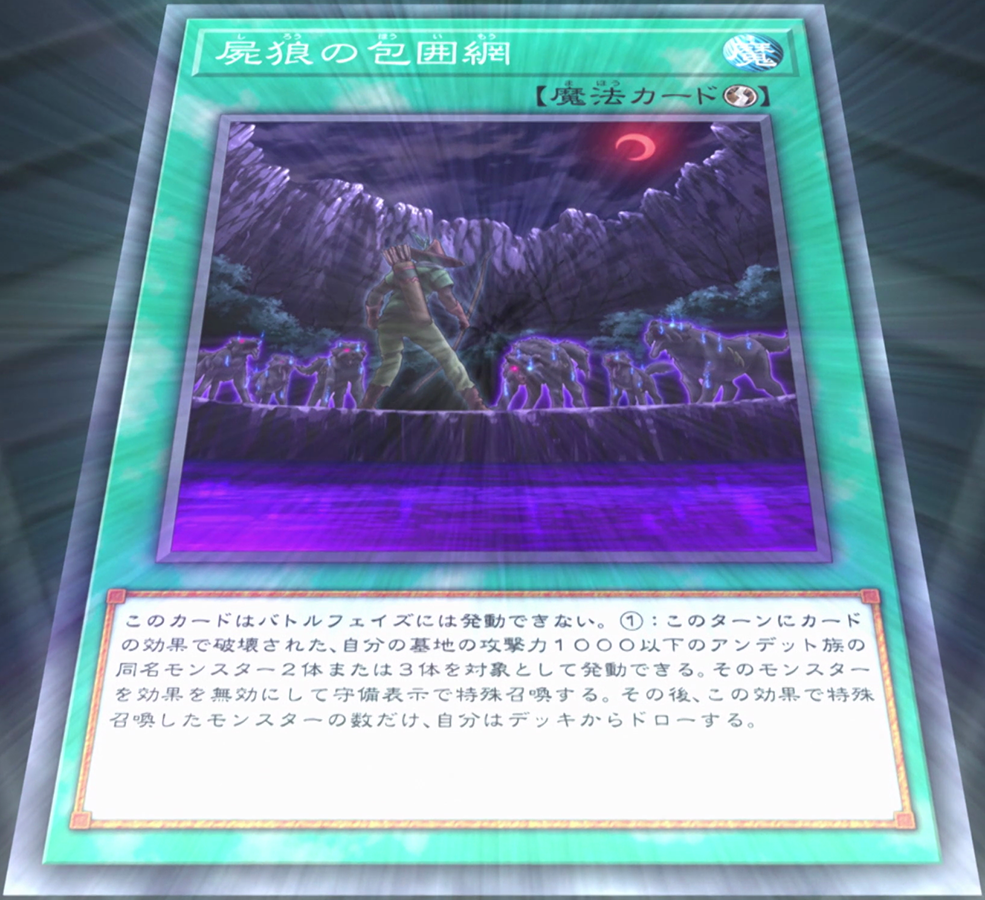 屍狼の包囲網
魔
【魔法カード】
このカードはバトルフェイズには発動できない。①:このターンにカード
の効果で破壊された、自分の墓地の攻撃力1000以下のアンデット族の
同名モンスター2体または3体を対象として発動できる。そのモンスター
を効果を無効にして守備表示で特殊召喚する。その後、この効果で特殊
召喚したモンスターの数だけ、自分はデッキからドローする。